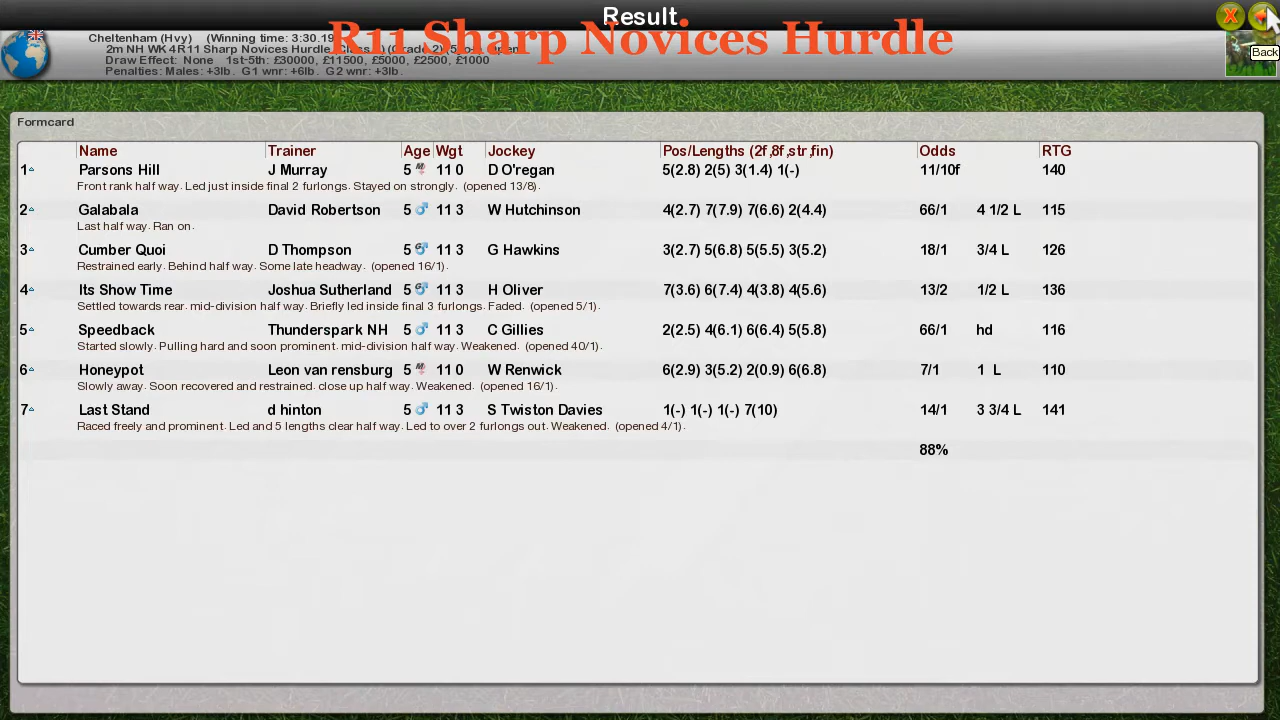 Result
R11 Sharp Novices Hurdle
Cheltenham (Hvy) (Winning time: 3:30.19
2m NH WK 4 R11 Sharp Novices Hurdle (Grade 2)
Draw Effect: None 1st-5th: £30000, £11500, £5000, £2500, £1000
Penalties: Males: +3lb. G1 wnr: +6lb. G2 wnr: +3lb.
Back
Formcard
Name Trainer Age Wgt Jockey Pos/Lengths (2f,8f,str,fin) Odds RTG
1 Parsons Hill J Murray 5 11 0 D O'regan 5(2.8) 2(5) 3(1.4) 1(-) 11/10f 140
Front rank half way. Led just inside final 2 furlongs. Stayed on strongly. (opened 13/8).
2 Galabala David Robertson 5 11 3 W Hutchinson 4(2.7) 7(7.9) 7(6.6) 2(4.4) 66/1 4 1/2 L 115
Last half way. Ran on.
3 Cumber Quoi D Thompson 5 11 3 G Hawkins 3(2.7) 5(6.8) 5(5.5) 3(5.2) 18/1 3/4 L 126
Restrained early. Behind half way. Some late headway. (opened 16/1).
4 Its Show Time Joshua Sutherland 5 11 3 H Oliver 7(3.6) 6(7.4) 4(3.8) 4(5.6) 13/2 1/2 L 136
Settled towards rear. mid-division half way. Briefly led inside final 3 furlongs. Faded. (opened 5/1).
5 Speedback Thunderspark NH 5 11 3 C Gillies 2(2.5) 4(6.1) 6(6.4) 5(5.8) 66/1 hd 116
Started slowly. Pulling hard and soon prominent. mid-division half way. Weakened. (opened 40/1).
6 Honeypot Leon van rensburg 5 11 0 W Renwick 6(2.9) 3(5.2) 2(0.9) 6(6.8) 7/1 1 L 110
Slowly away. Soon recovered and restrained. close up half way. Weakened. (opened 16/1).
7 Last Stand d hinton 5 11 3 S Twiston Davies 1(-) 1(-) 1(-) 7(10) 14/1 3 3/4 L 141
Raced freely and prominent. Led and 5 lengths clear half way. Led to over 2 furlongs out. Weakened. (opened 4/1).
88%